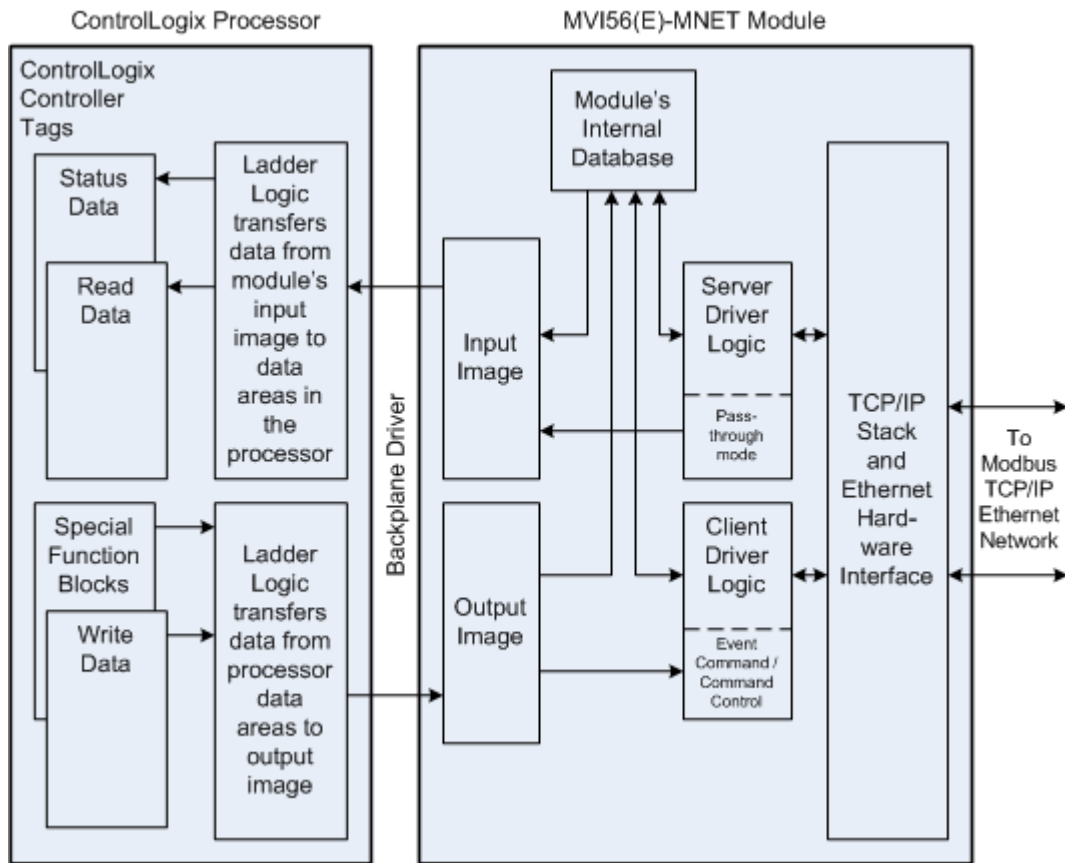 ControlLogix Processor
MVI56(E)-MNET Module
ControlLogix
Controller
Tags
Status
Data
Read
Data
Ladder
Logic
transfers
data from
module's
input
image to
data
areas in
the
processor
Special
Function
Blocks
Write
Data
Ladder
Logic
transfers
data from
processor
data
areas to
output
image
Backplane Driver
Module's
Internal
Database
Input
Image
Output
Image
Server
Driver
Logic
Pass-
through
mode
Client
Driver
Logic
Event
Command /
Command
Control
TCP/IP
Stack
and
Ethernet
Hard-
ware
Interface
To
Modbus
TCP/IP
Ethernet
Network